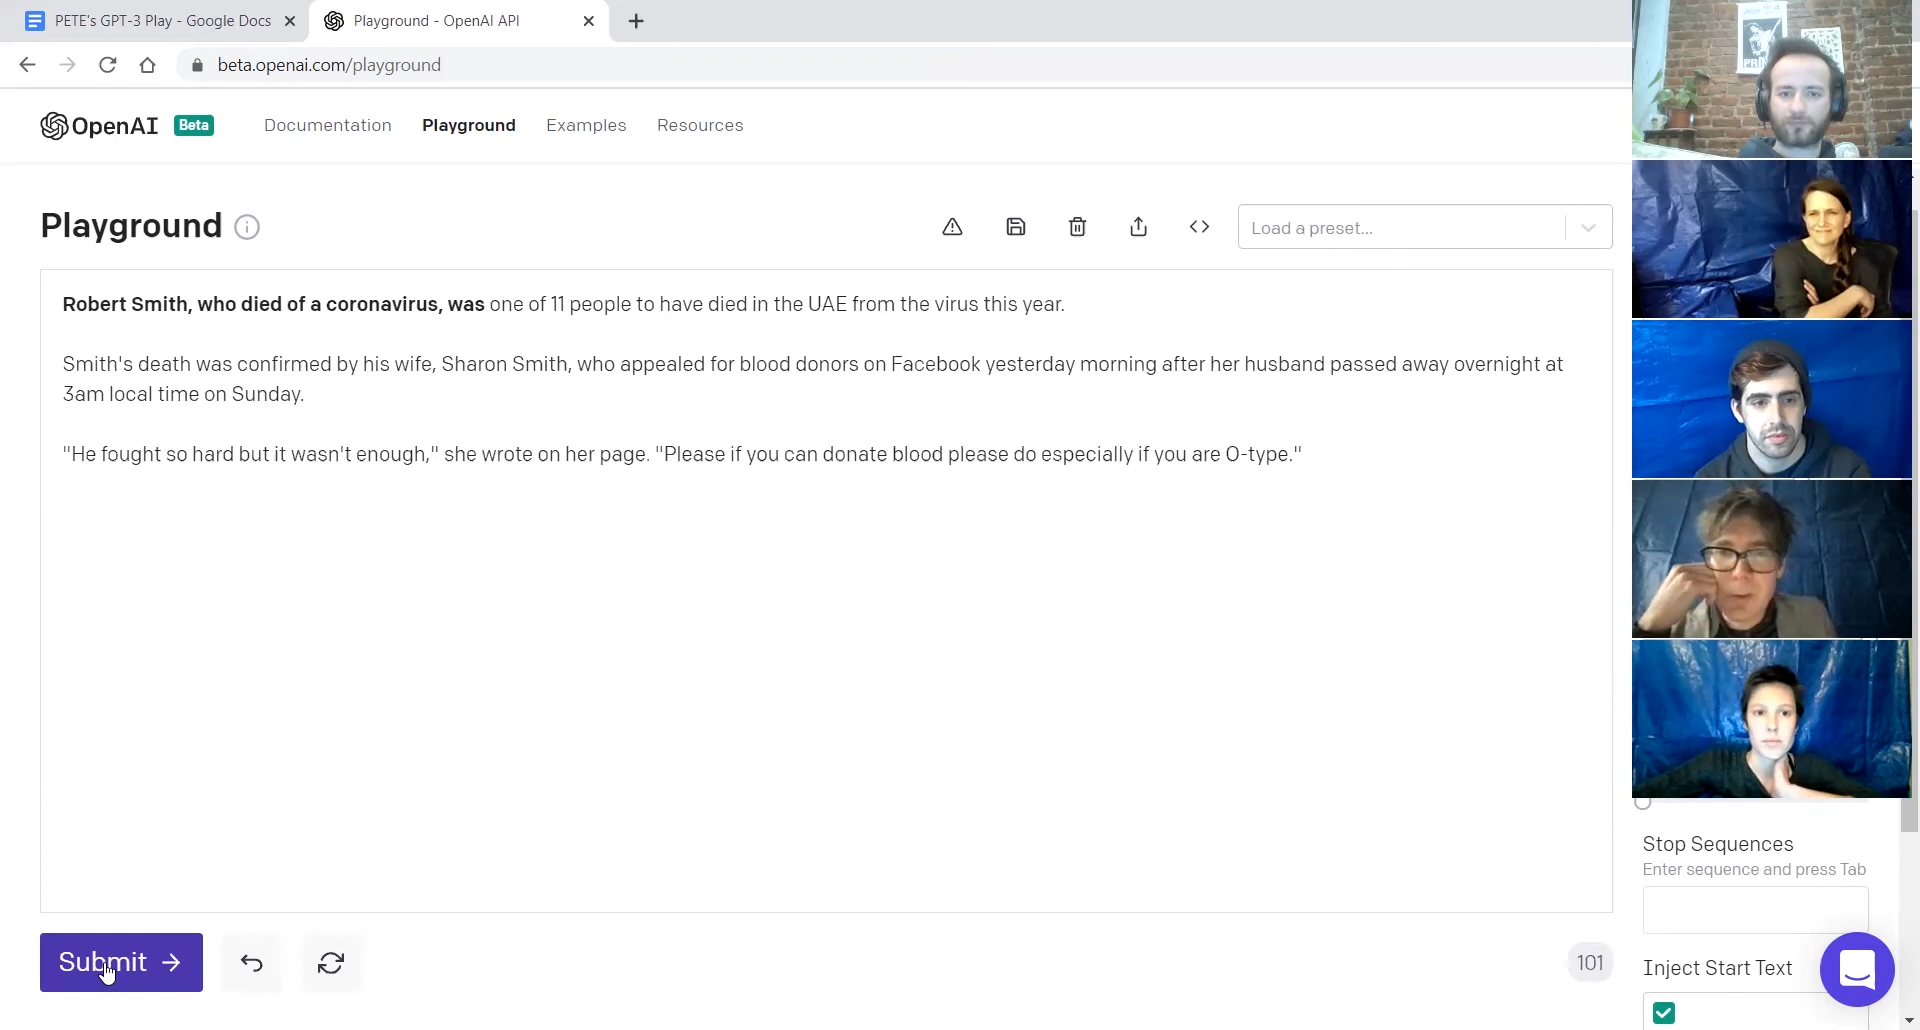 PETE's GPT-3 Play - Google Docs
Playground - OpenAI API
beta.openai.com/playground
OpenAI Beta Documentation Playground Examples Resources
Playground
Load a preset...
Robert Smith, who died of a coronavirus, was one of 11 people to have died in the UAE from the virus this year.
Smith's death was confirmed by his wife, Sharon Smith, who appealed for blood donors on Facebook yesterday morning after her husband passed away overnight at
3am local time on Sunday.
"He fought so hard but it wasn't enough," she wrote on her page. "Please if you can donate blood please do especially if you are O-type."
Stop Sequences
Enter sequence and press Tab
Submit
101
Inject Start Text